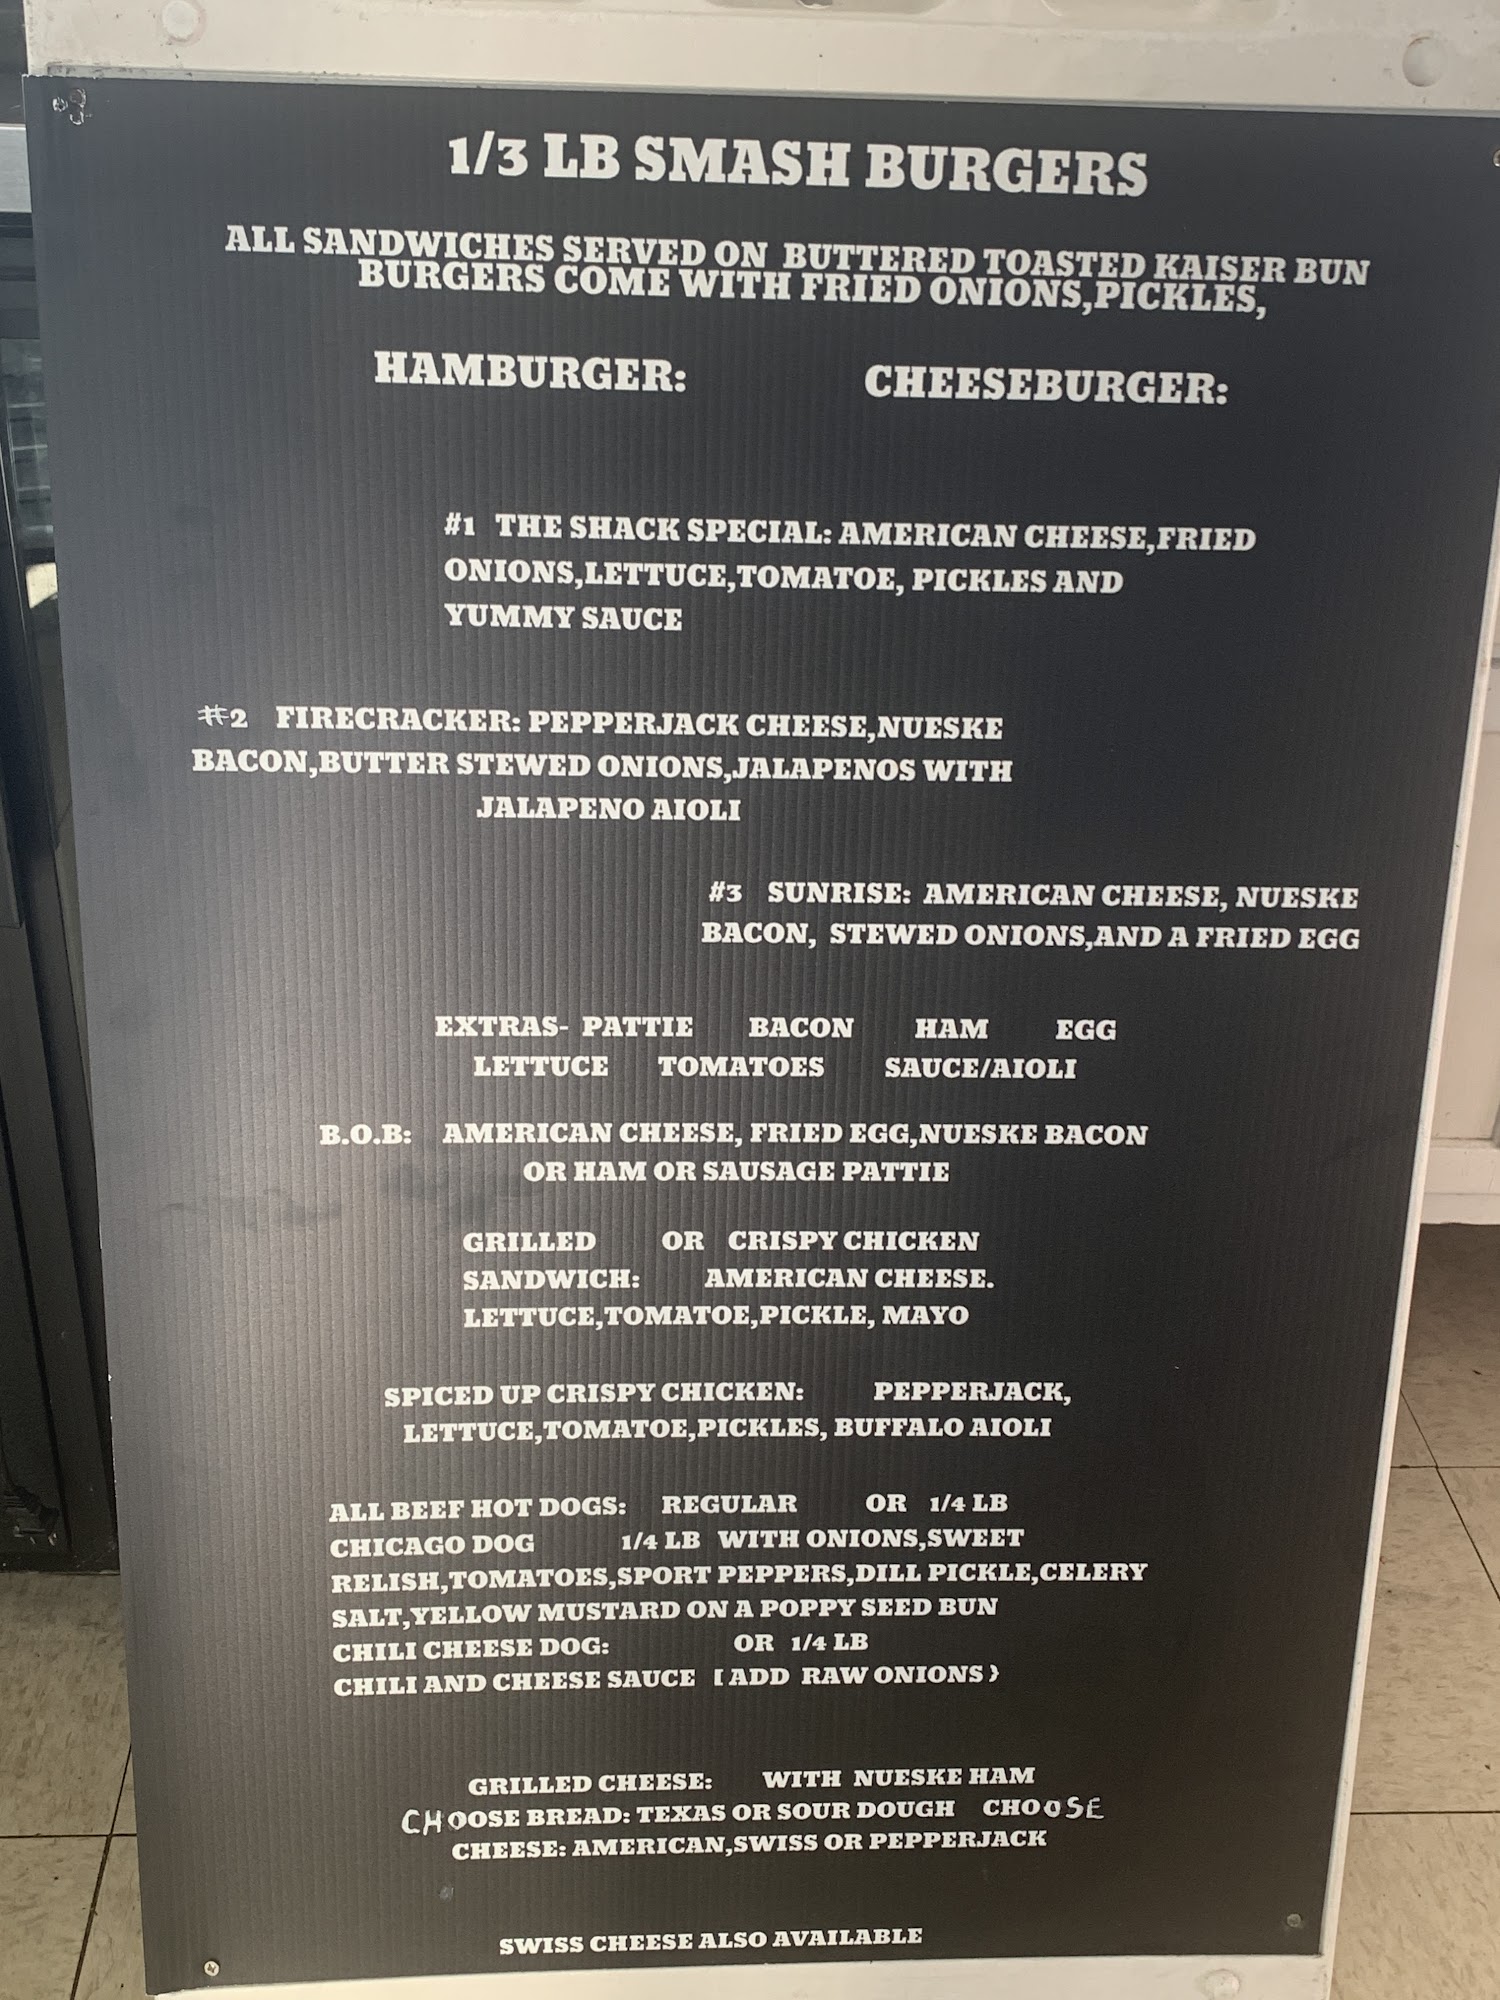 1/3 LB SMASH BURGERS
ALL SANDWICHES SERVED ON BUTTERED TOASTED KAISER BUN
BURGERS COME WITH FRIED ONIONS,PICKLES,
HAMBURGER: CHEESEBURGER:
#1 THE SHACK SPECIAL: AMERICAN CHEESE,FRIED
ONIONS,LETTUCE,TOMATOE, PICKLES AND
YUMMY SAUCE
#2 FIRECRACKER: PEPPERJACK CHEESE,NUESKE
BACON,BUTTER STEWED ONIONS,JALAPENOS WITH
JALAPENO AIOLI
#3 SUNRISE: AMERICAN CHEESE, NUESKE
BACON, STEWED ONIONS,AND A FRIED EGG
EXTRAS- PATTIE BACON HAM EGG
LETTUCE TOMATOES SAUCE/AIOLI
B.O.B: AMERICAN CHEESE, FRIED EGG,NUESKE BACON
OR HAM OR SAUSAGE PATTIE
GRILLED OR CRISPY CHICKEN
SANDWICH: AMERICAN CHEESE.
LETTUCE,TOMATOE,PICKLE, MAYO
SPICED UP CRISPY CHICKEN: PEPPERJACK,
LETTUCE,TOMATOE,PICKLES, BUFFALO AIOLI
ALL BEEF HOT DOGS: REGULAR OR 1/4 LB
CHICAGO DOG 1/4 LB WITH ONIONS,SWEET
RELISH,TOMATOES,SPORT PEPPERS,DILL PICKLE,CELERY
SALT,YELLOW MUSTARD ON A POPPY SEED BUN
CHILI CHEESE DOG: OR 1/4 LB
CHILI AND CHEESE SAUCE [ ADD RAW ONIONS }
GRILLED CHEESE: WITH NUESKE HAM
CHOOSE BREAD: TEXAS OR SOUR DOUGH CHOOSE
CHEESE: AMERICAN,SWISS OR PEPPERJACK
SWISS CHEESE ALSO AVAILABLE